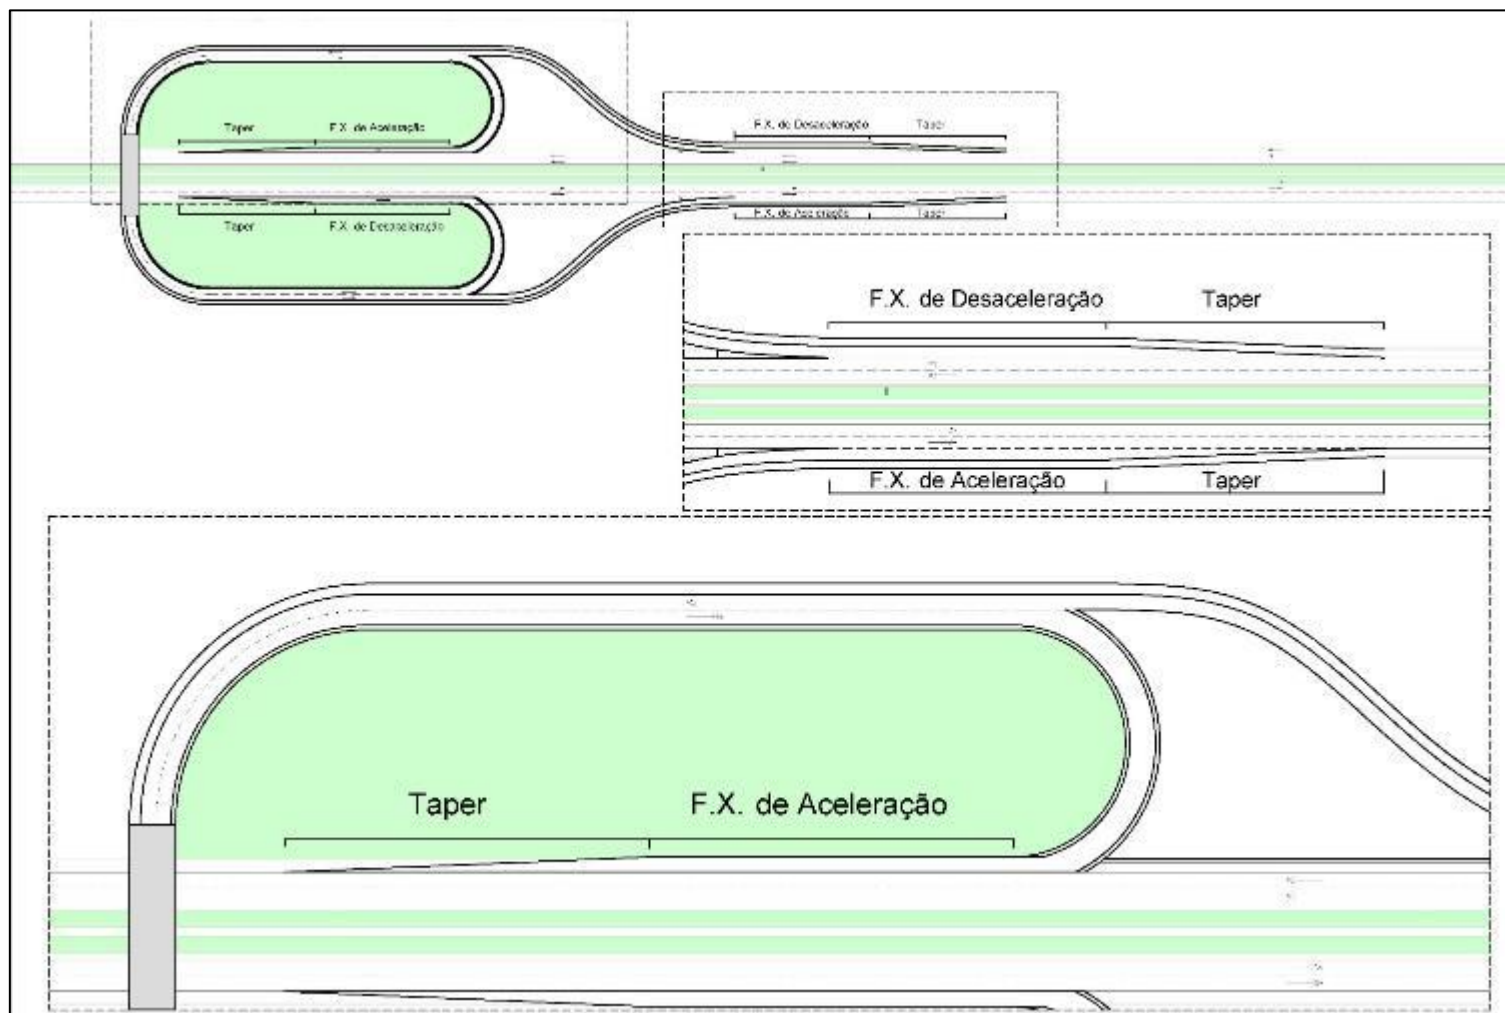 F.X. de Desaceleração Taper
Taper F.X. de Aceleração
Taper F.X. de Desaceleração
F.X. de Aceleração Taper
F.X. de Desaceleração Taper
F.X. de Aceleração Taper
Taper F.X. de Aceleração